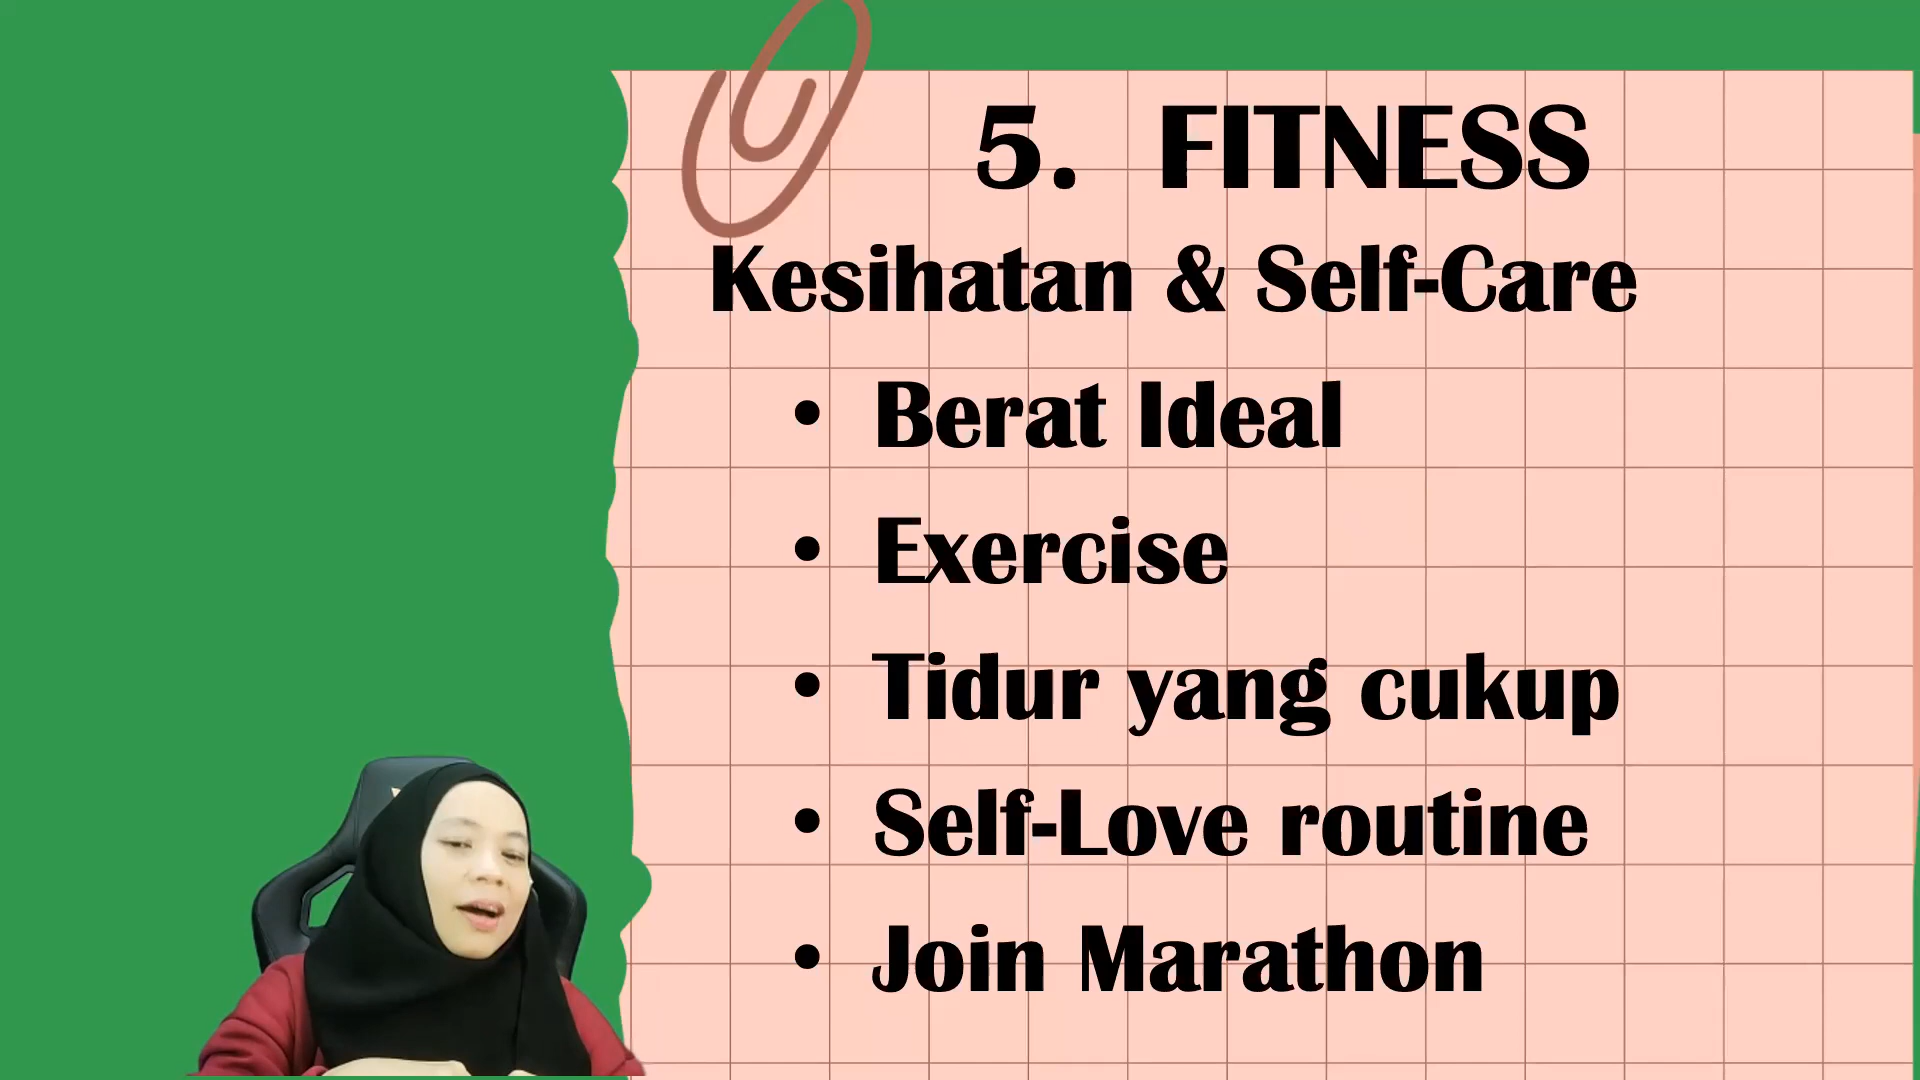 5. FITNESS
Kesihatan & Self-Care
• Berat Ideal
• Exercise
• Tidur yang cukup
• Self-Love routine
• Join Marathon